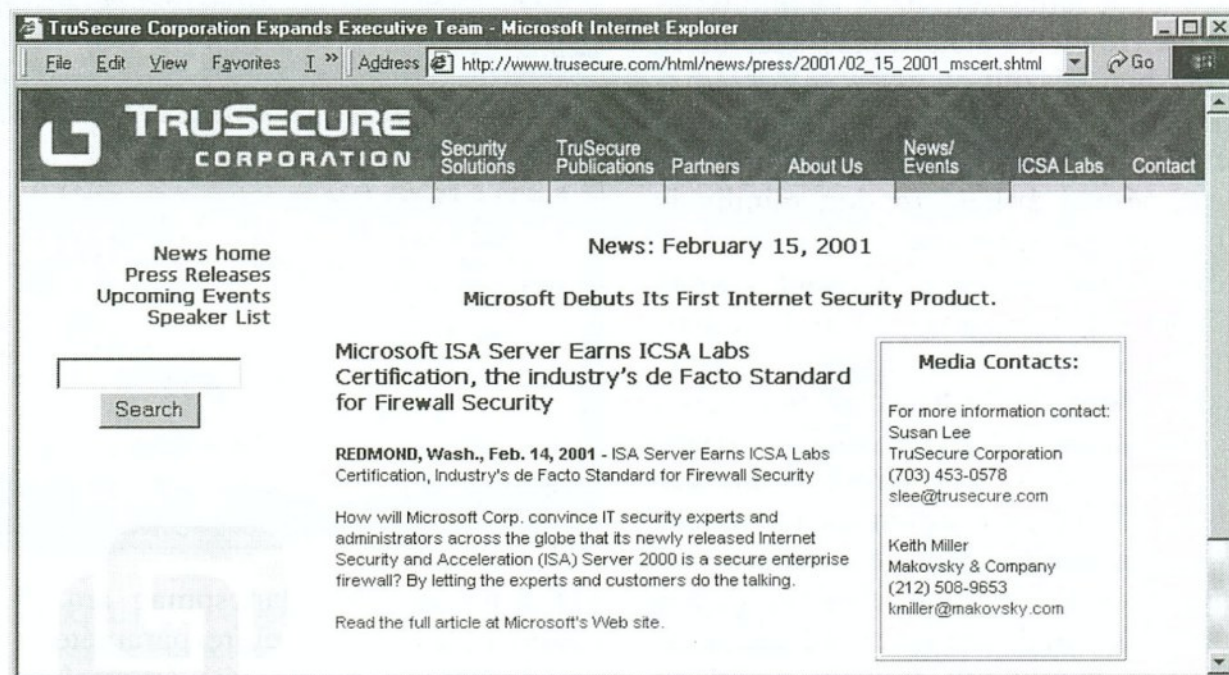 TruSecure Corporation Expands Executive Team - Microsoft Internet Explorer
File Edit View Favorites T » Address http://www.trusecure.com/html/news/press/2001/02_15_2001_mscert.shtml Go
TRUSECURE
CORPORATION
Security
Solutions
TruSecure
Publications
Partners
About Us
News/
Events
ICSA Labs
Contact
News home
Press Releases
Upcoming Events
Speaker List
Search
News: February 15, 2001
Microsoft Debuts Its First Internet Security Product.
Microsoft ISA Server Earns ICSA Labs
Certification, the industry's de Facto Standard
for Firewall Security
REDMOND, Wash., Feb. 14, 2001 - ISA Server Earns ICSA Labs
Certification, Industry's de Facto Standard for Firewall Security
How will Microsoft Corp. convince IT security experts and
administrators across the globe that its newly released Internet
Security and Acceleration (ISA) Server 2000 is a secure enterprise
firewall? By letting the experts and customers do the talking.
Read the full article at Microsoft's Web site.
Media Contacts:
For more information contact:
Susan Lee
TruSecure Corporation
(703) 453-0578
slee@trusecure.com
Keith Miller
Makovsky & Company
(212) 508-9653
kmiller@makovsky.com